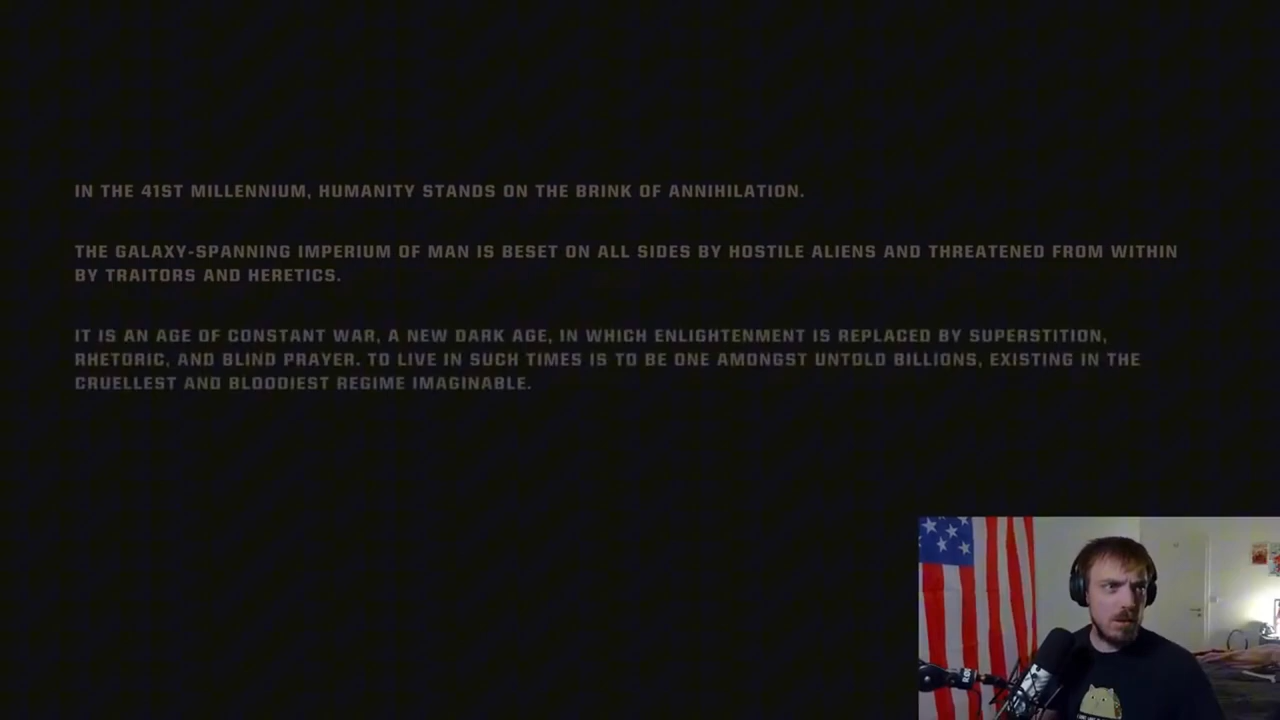 IN THE 41ST MILLENNIUM, HUMANITY STANDS ON THE BRINK OF ANNIHILATION.
THE GALAXY-SPANNING IMPERIUM OF MAN IS BESET ON ALL SIDES BY HOSTILE ALIENS AND THREATENED FROM WITHIN
BY TRAITORS AND HERETICS.
IT IS AN AGE OF CONSTANT WAR, A NEW DARK AGE, IN WHICH ENLIGHTENMENT IS REPLACED BY SUPERSTITION,
RHETORIC, AND BLIND PRAYER. TO LIVE IN SUCH TIMES IS TO BE ONE AMONGST UNTOLD BILLIONS, EXISTING IN THE
CRUELLEST AND BLOODIEST REGIME IMAGINABLE.